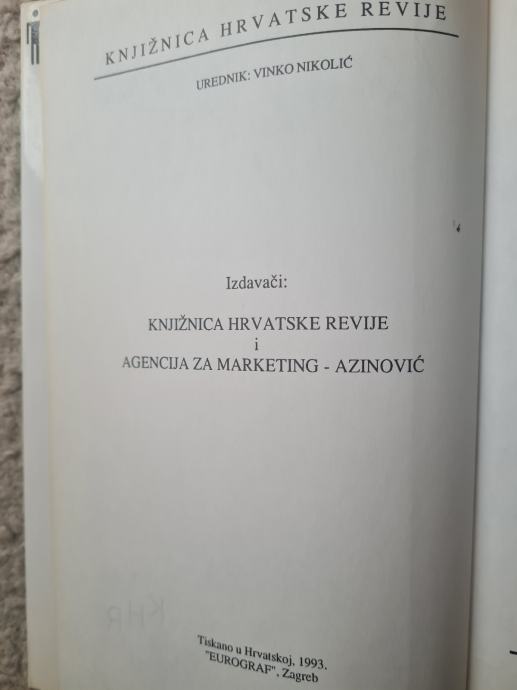 KNJIŽNICA HRVATSKE REVIJE
UREDNIK: VINKO NIKOLIĆ
Izdavači:
KNJIŽNICA HRVATSKE REVIJE
i
AGENCIJA ZA MARKETING - AZINOVIĆ
KHR
Tiskano u Hrvatskoj, 1993.
"EUROGRAF", Zagreb